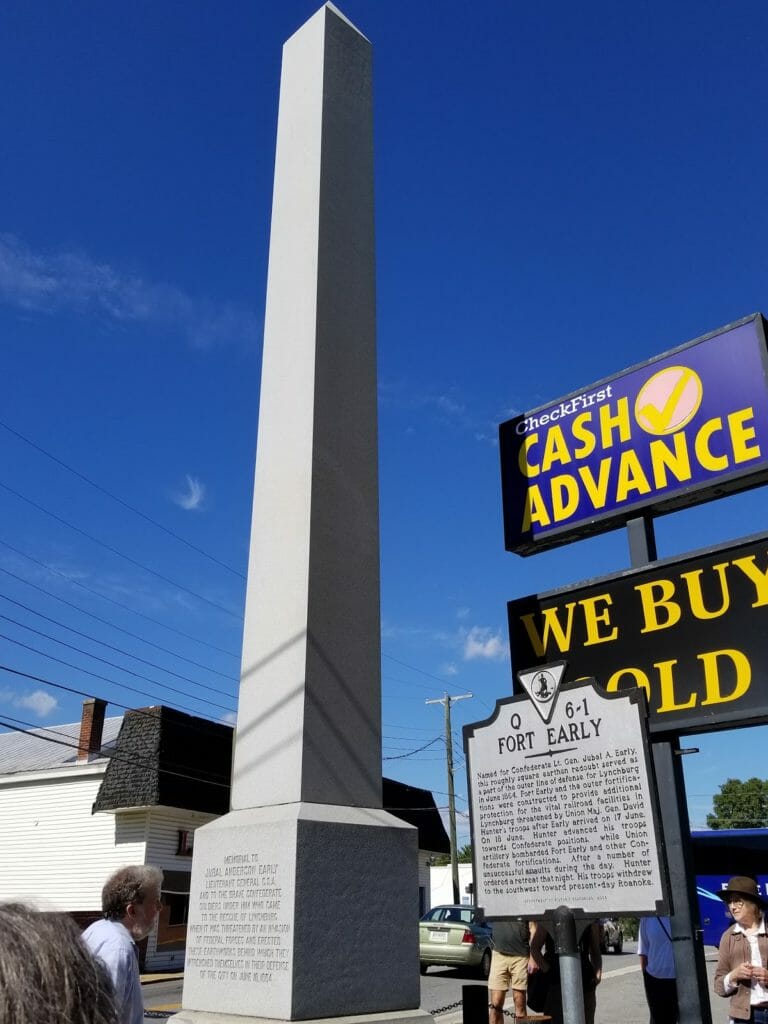 CheckFirst
CASH
ADVANCE
WE BUY
GOLD
Q 6-1
FORT EARLY
Named for Confederate Lt. Gen. Jubal A. Early,
this roughly square earthen redoubt served as
a part of the outer line of defense for Lynchburg
in June 1864. Fort Early and the outer fortific-
ations were constructed to provide additional
protection for the vital railroad facilities in
Lynchburg threatened by Union Maj. Gen. David
Hunter's troops after Early arrived on 17 June.
On 18 June, Hunter advanced his troops
towards Confederate positions, while Union
artillery bombarded Fort Early and other Con-
federate fortifications. After a number of
unsuccessful assaults during the day, Hunter
ordered a retreat that night. His troops withdrew
to the southwest toward present-day Roanoke.
DEPARTMENT OF HISTORIC RESOURCES,
MEMORIAL TO
JUBAL ANDERSON EARLY
LIEUTENANT GENERAL C.S.A.
AND TO THE BRAVE CONFEDERATE
SOLDIERS UNDER HIM WHO CAME
TO THE RESCUE OF LYNCHBURG
WHEN IT WAS THREATENED BY AN INVASION
OF FEDERAL FORCES AND ERECTED
THESE EARTHWORKS BEHIND WHICH THEY
INTRENCHED THEMSELVES IN THEIR DEFENSE
OF THE CITY ON JUNE 18, 1864.